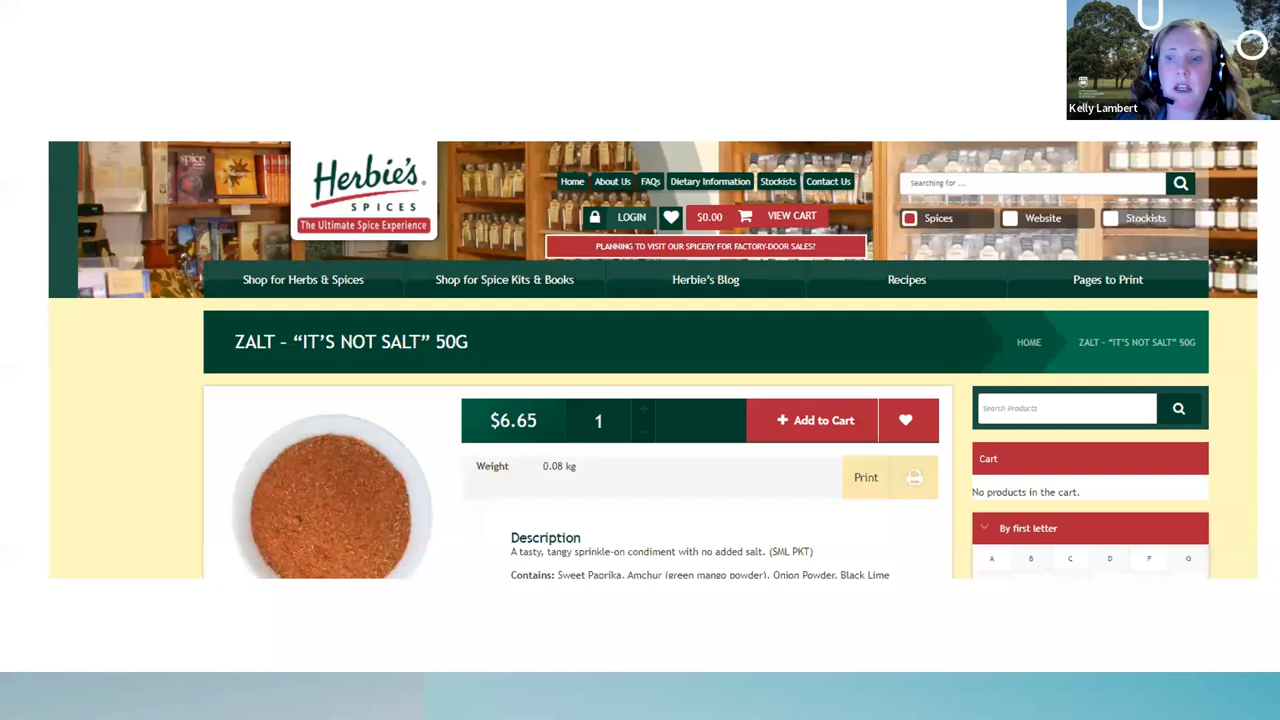 Kelly Lambert
Herbie's
SPICES
The Ultimate Spice Experience
spice
Home About Us FAQs Dietary Information Stockists Contact Us
LOGIN $0.00 VIEW CART
PLANNING TO VISIT OUR SPICERY FOR FACTORY-DOOR SALES?
Searching for ...
Spices Website Stockists
Shop for Herbs & Spices Shop for Spice Kits & Books Herbie's Blog Recipes Pages to Print
ZALT – “IT’S NOT SALT” 50G
HOME ZALT – “IT’S NOT SALT” 50G
$6.65 1 + Add to Cart
Weight 0.08 kg
Print
Description
A tasty, tangy sprinkle-on condiment with no added salt. (SML PKT)
Contains: Sweet Paprika, Amchur (green mango powder), Onion Powder, Black Lime
Search Products
Cart
No products in the cart.
By first letter
A B C D F G